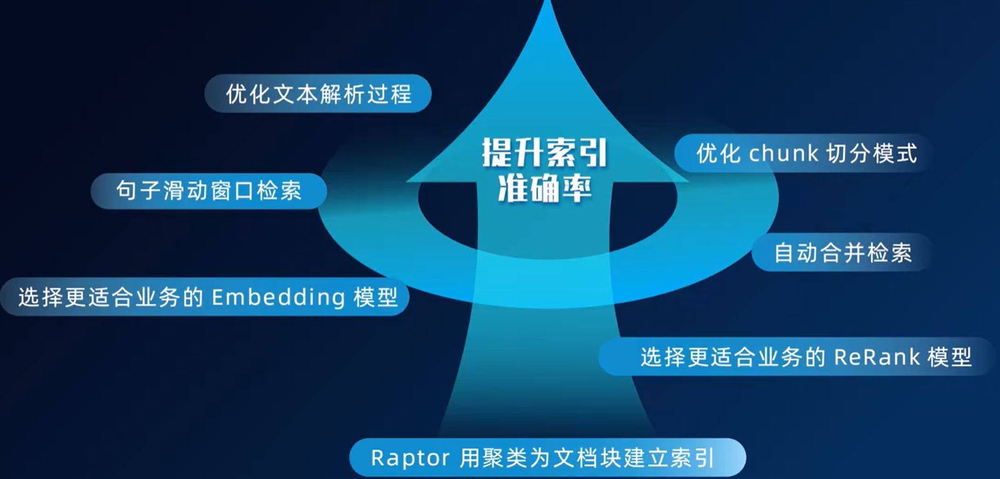 优化文本解析过程
提升索引
准确率
优化 chunk 切分模式
句子滑动窗口检索
自动合并检索
选择更适合业务的 Embedding 模型
选择更适合业务的 ReRank 模型
Raptor 用聚类为文档块建立索引